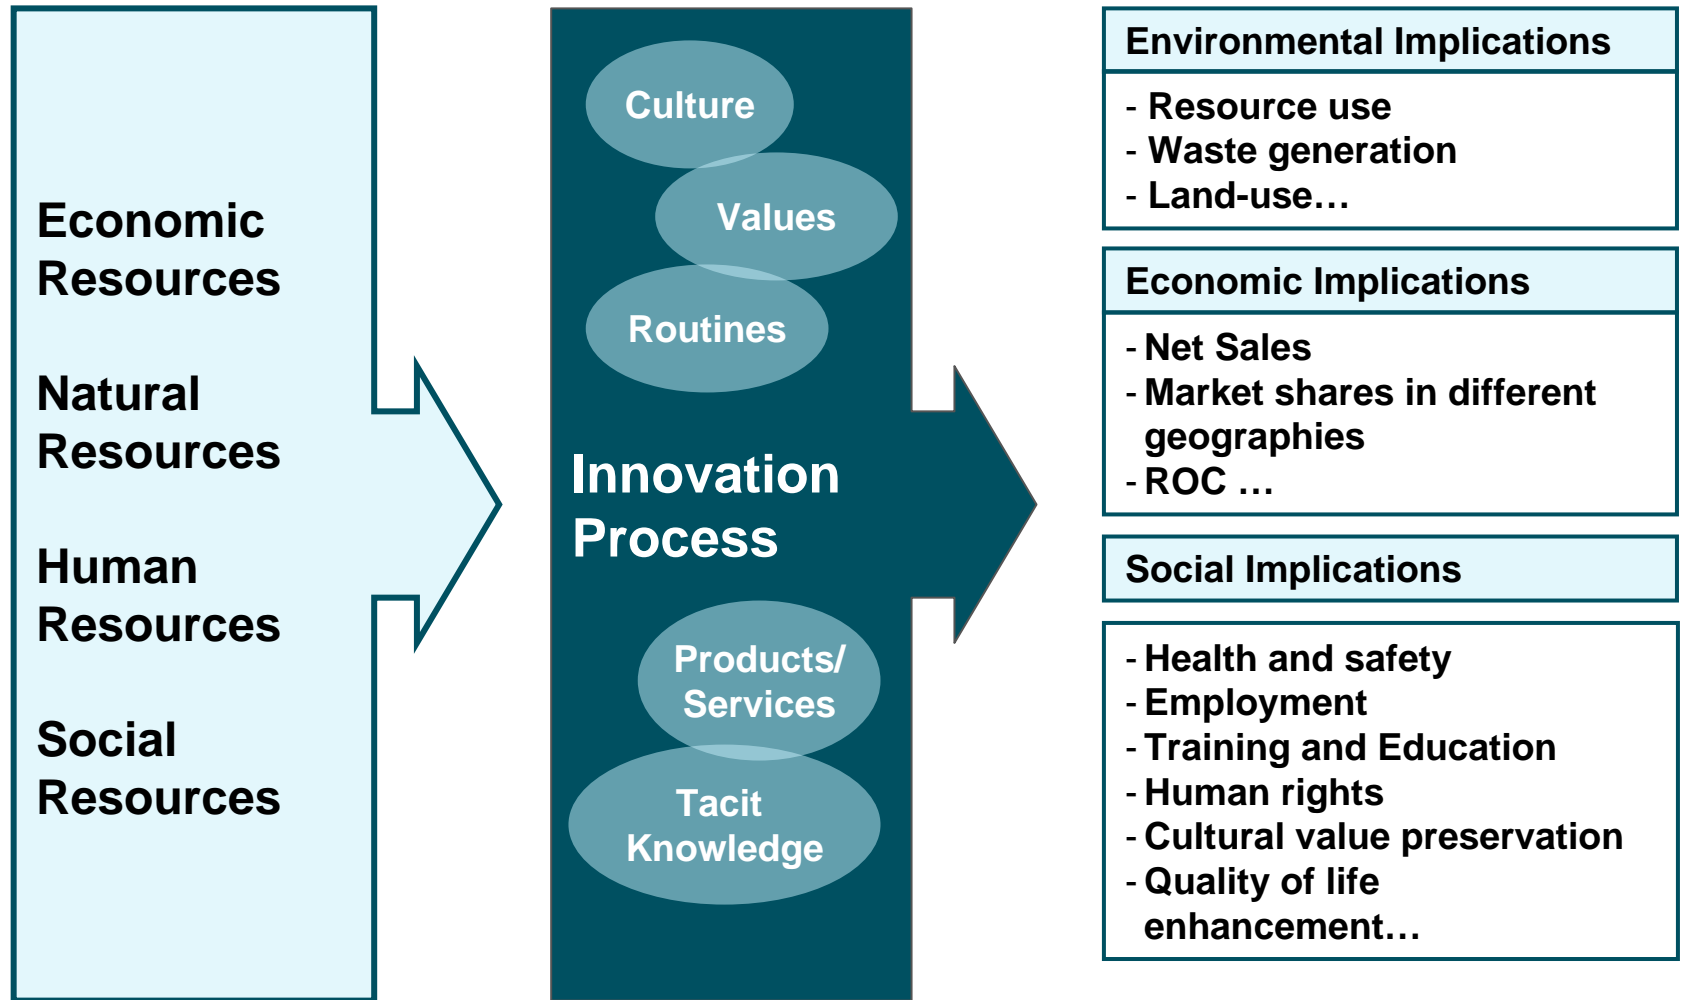 Economic
Resources
Natural
Resources
Human
Resources
Social
Resources
Culture
Values
Routines
Innovation
Process
Products/
Services
Tacit
Knowledge
Environmental Implications
- Resource use
- Waste generation
- Land-use…
Economic Implications
- Net Sales
- Market shares in different
geographies
- ROC …
Social Implications
- Health and safety
- Employment
- Training and Education
- Human rights
- Cultural value preservation
- Quality of life
enhancement…